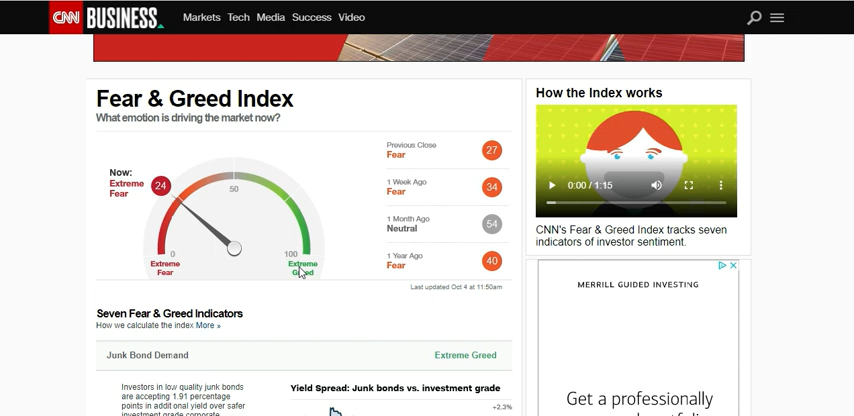 CNN BUSINESS Markets Tech Media Success Video
Fear & Greed Index
What emotion is driving the market now?
Now:
Extreme
Fear
24
50
0
100
Extreme
Fear
Extreme
Greed
Previous Close
Fear
27
1 Week Ago
Fear
34
1 Month Ago
Neutral
54
1 Year Ago
Fear
40
Last updated Oct 4 at 11:50am
Seven Fear & Greed Indicators
How we calculate the index More »
Junk Bond Demand
Extreme Greed
Investors in low quality junk bonds
are accepting 1.91 percentage
points in additional yield over safer
investment grade corporate
Yield Spread: Junk bonds vs. investment grade
+2.3%
How the Index works
0:00 / 1:15
CNN's Fear & Greed Index tracks seven
indicators of investor sentiment.
MERRILL GUIDED INVESTING
Get a professionally